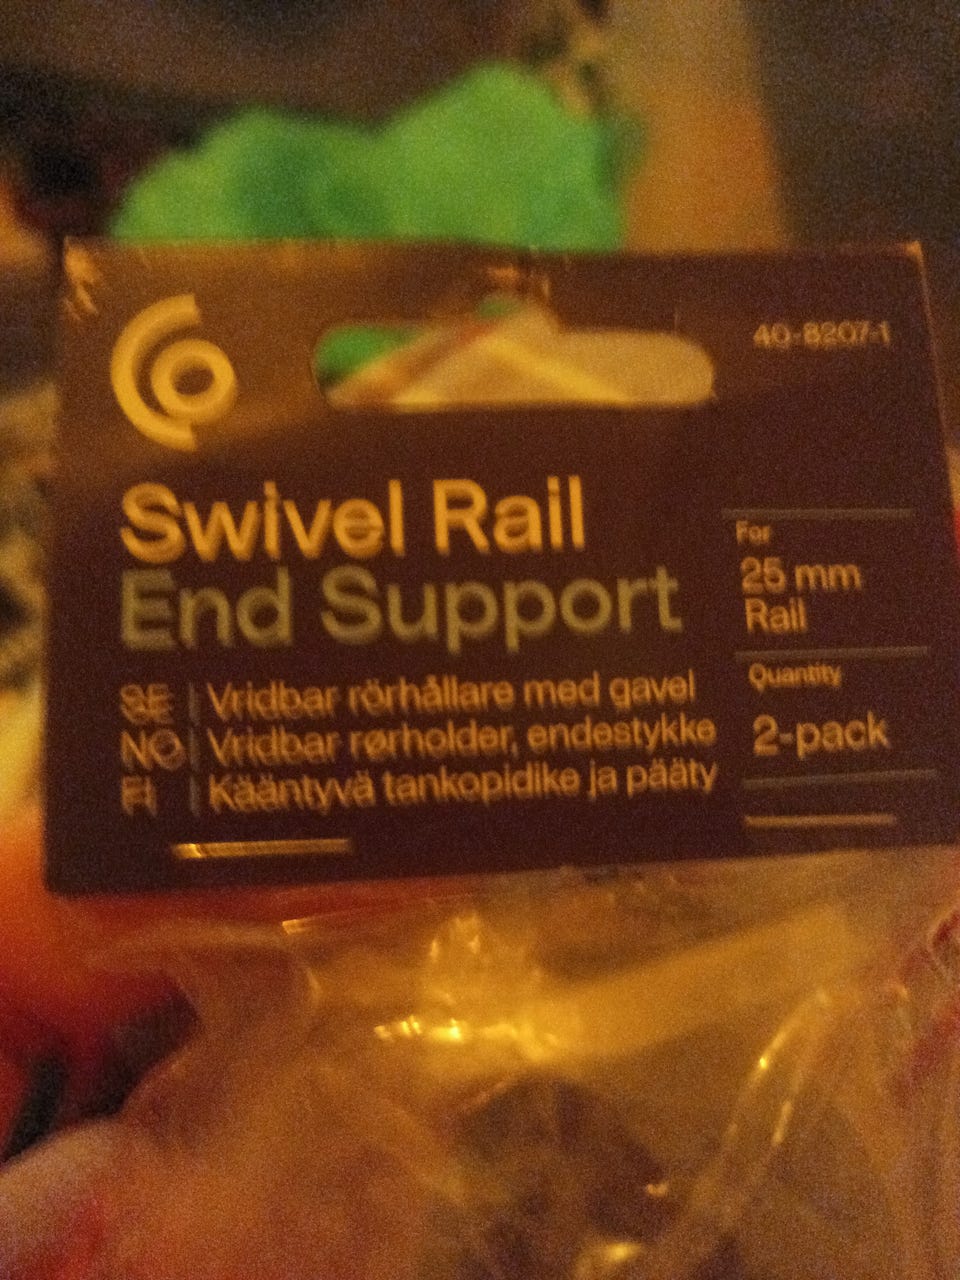 40-8207-1
Swivel Rail
End Support
SE | Vridbar rörhållare med gavel
NO | Vridbar rørholder, endestykke
FI | Kääntyvä tankopidike ja pääty
For
25 mm
Rail
Quantity
2-pack